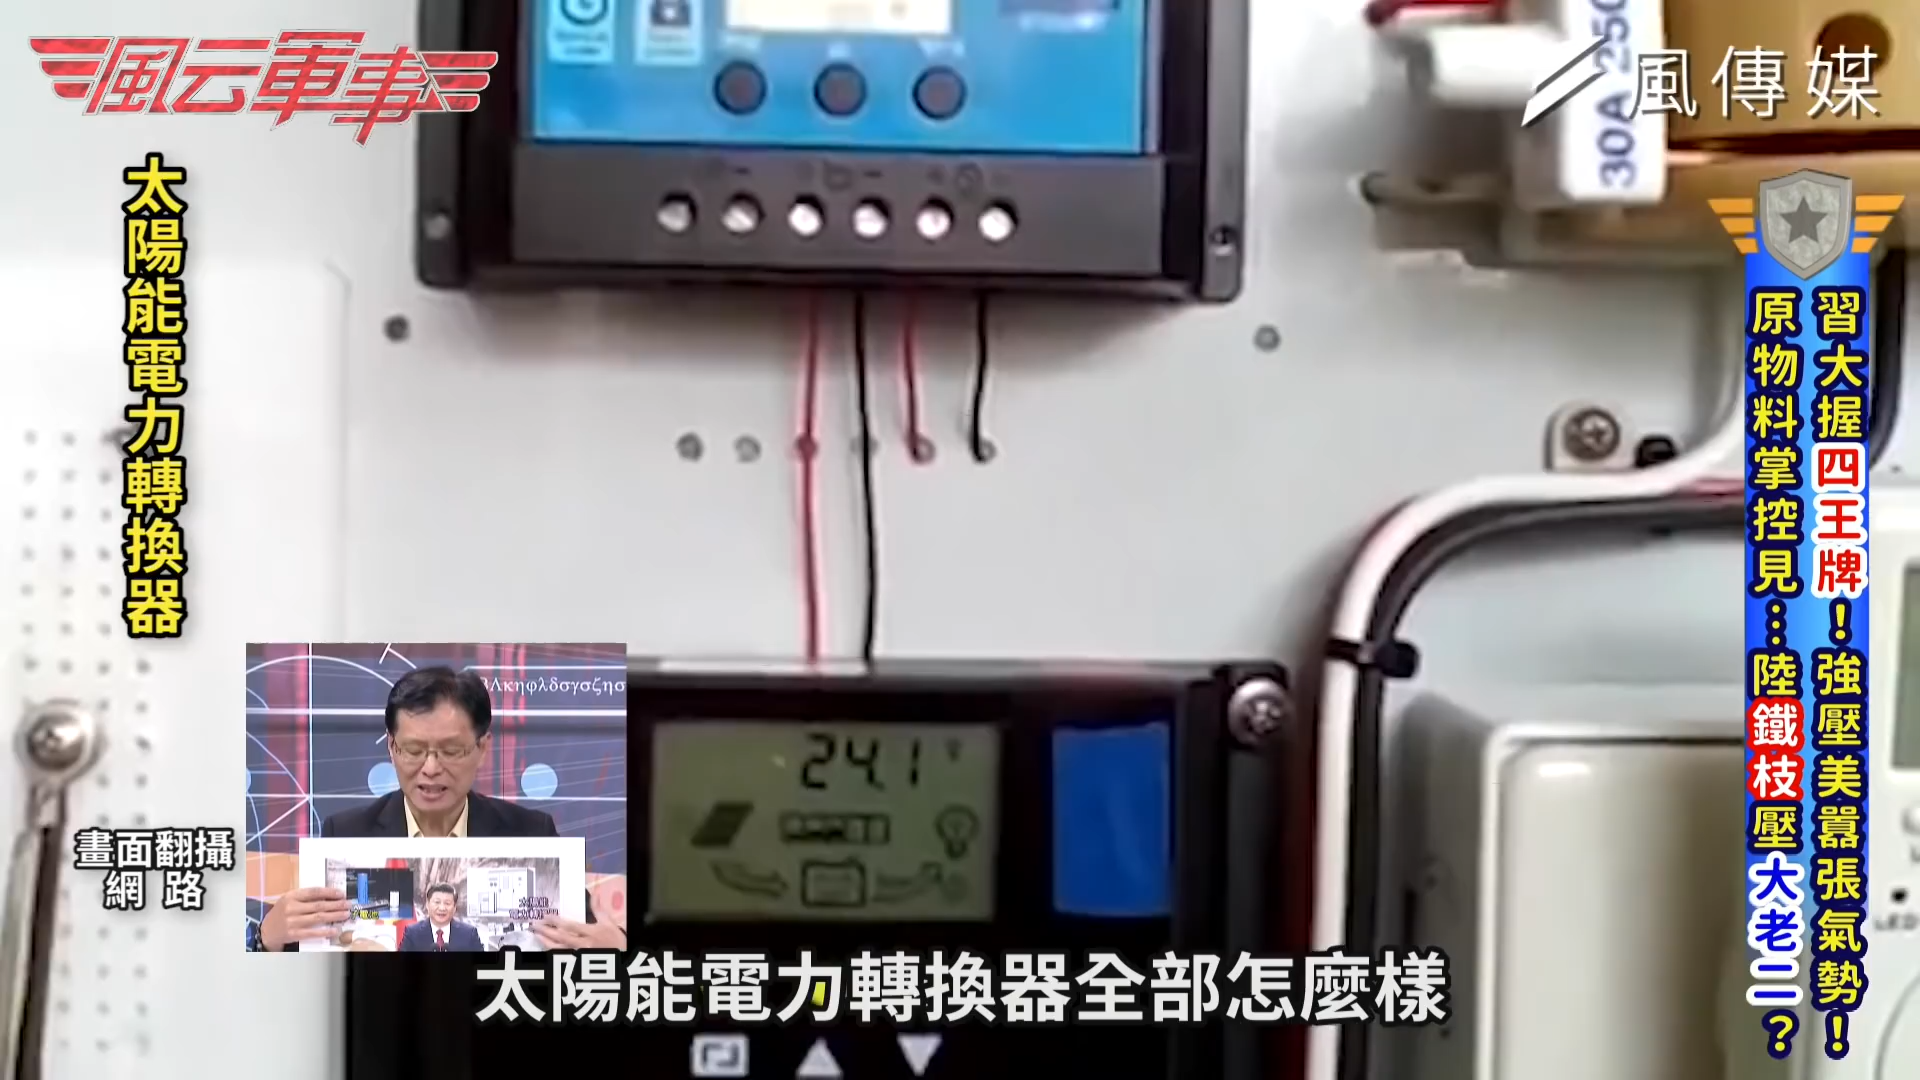 風云軍事
風傳媒
30A 250
太陽能電力轉換器
習大握四王牌！強壓美囂張氣勢！
原物料掌控見…陸鐵枝壓大老二？
24.1
畫面翻攝
網路
太陽能電力轉換器全部怎麼樣